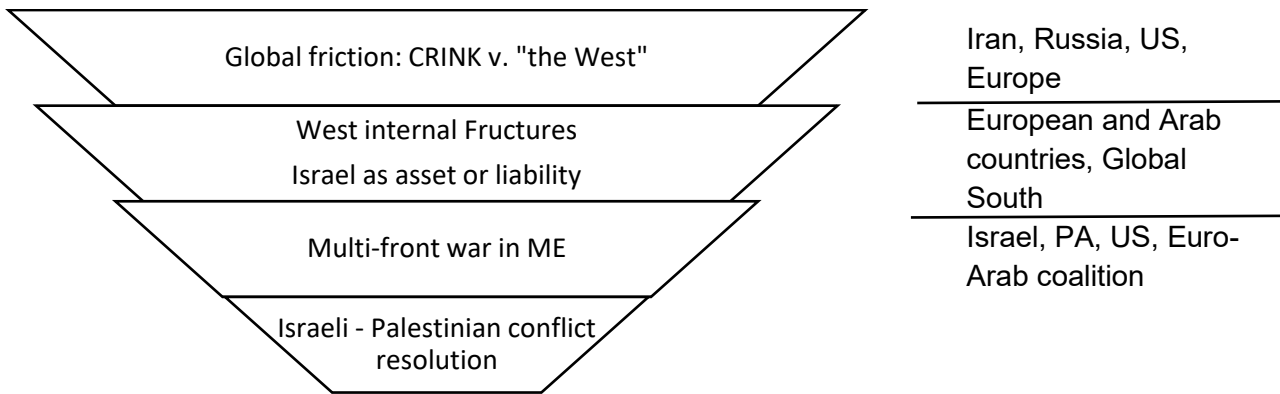 Global friction: CRINK v. "the West"
West internal Fructures
Israel as asset or liability
Multi-front war in ME
Israeli - Palestinian conflict
resolution
Iran, Russia, US,
Europe
European and Arab
countries, Global
South
Israel, PA, US, Euro-
Arab coalition